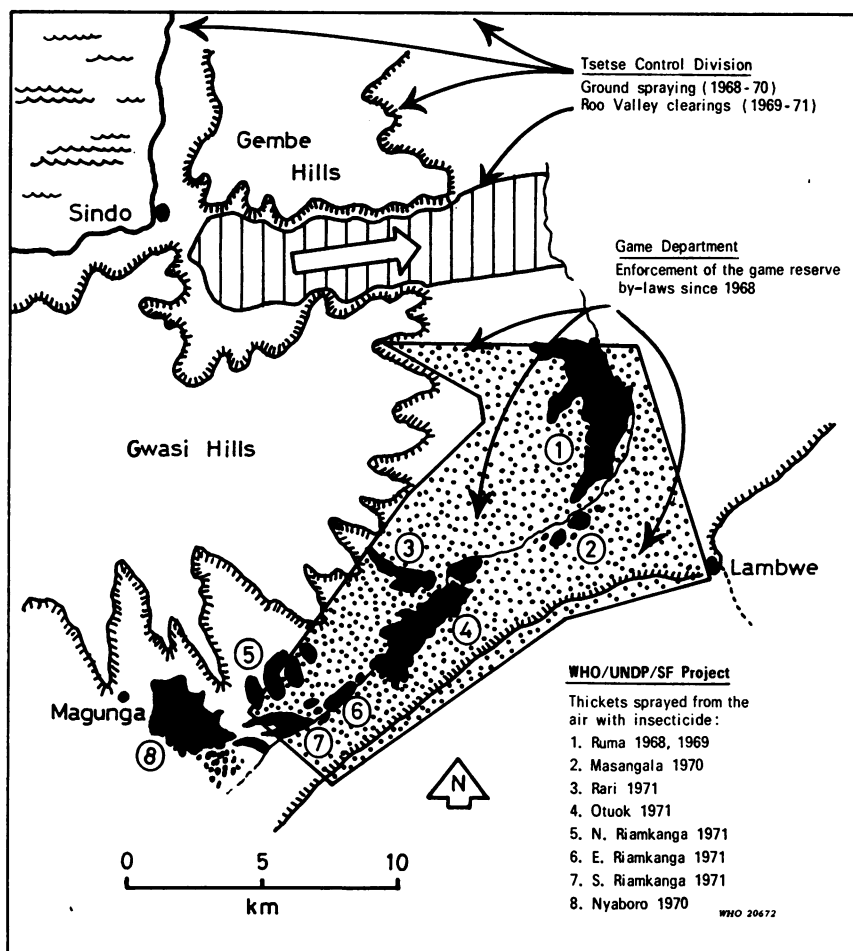 Tsetse Control Division
Ground spraying (1968-70)
Roo Valley clearings (1969-71)
Gembe
Hills
Sindo
Game Department
Enforcement of the game reserve
by-laws since 1968
Gwasi Hills
1
3
2
Lambwe
4
5
WHO/UNDP/SF Project
Thickets sprayed from the
air with insecticide:
1. Ruma 1968, 1969
2. Masangala 1970
3. Rari 1971
4. Otuok 1971
5. N. Riamkanga 1971
6. E. Riamkanga 1971
7. S. Riamkanga 1971
8. Nyaboro 1970
Magunga
6
7
8
N
0 5 10
km
WHO 20672